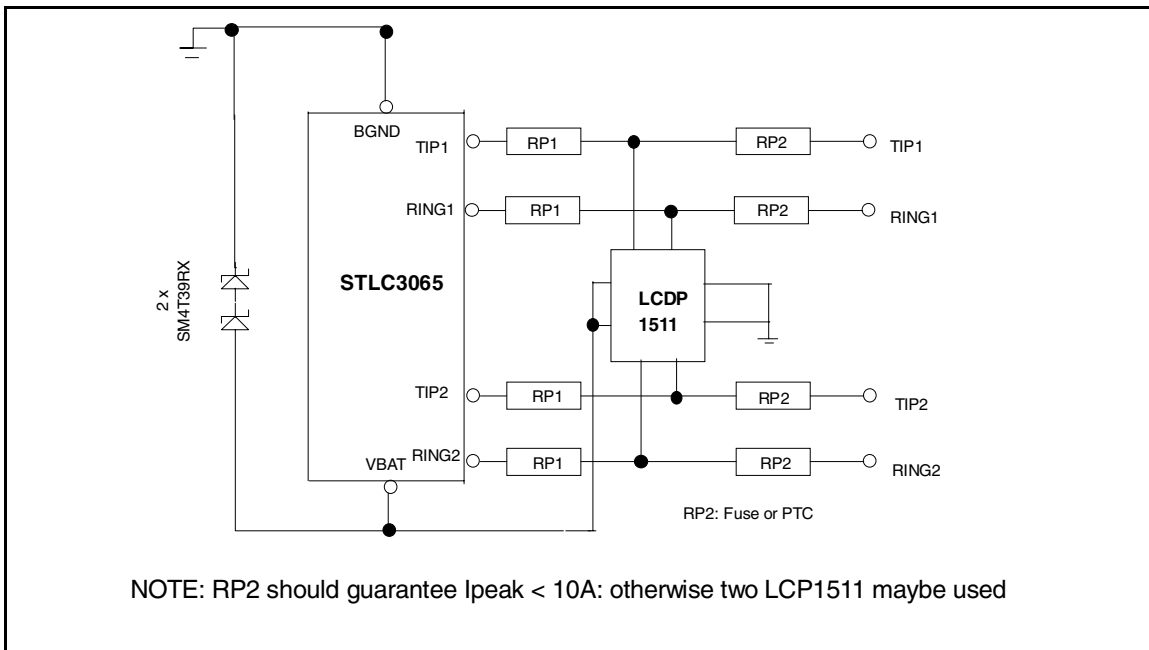 BGND
TIP1
RP1
RP2
TIP1
RING1
RP1
RP2
RING1
STLC3065
LCDP
1511
2 x
SM4T39RX
TIP2
RP1
RP2
TIP2
RING2
VBAT
RP1
RP2
RING2
RP2: Fuse or PTC
NOTE: RP2 should guarantee Ipeak < 10A: otherwise two LCP1511 maybe used